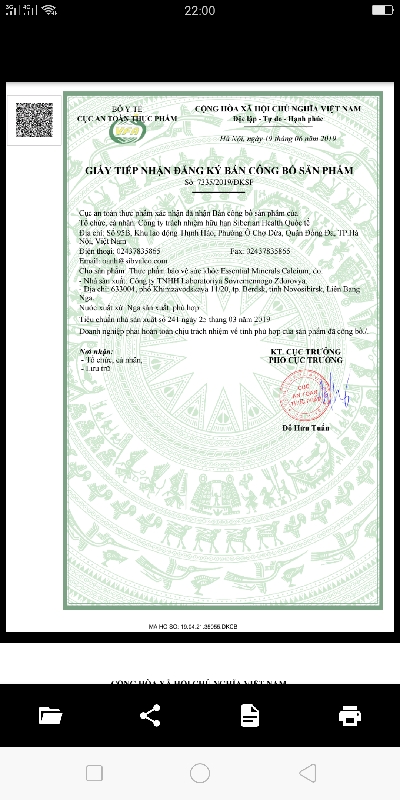 3G 4G
22:00
BỘ Y TẾ
CỤC AN TOÀN THỰC PHẨM
VFA
CỘNG HÒA XÃ HỘI CHỦ NGHĨA VIỆT NAM
Độc lập - Tự do - Hạnh phúc
Hà Nội, ngày 19 tháng 06 năm 2019
GIẤY TIẾP NHẬN ĐĂNG KÝ BẢN CÔNG BỐ SẢN PHẨM
Số: 7335/2019/ĐKSP
Cục an toàn thực phẩm xác nhận đã nhận Bản công bố sản phẩm của:
Tổ chức, cá nhân: Công ty trách nhiệm hữu hạn Siberian Health Quốc tế
Địa chỉ: Số 95B, Khu lao động Thịnh Hào, Phường Ô Chợ Dừa, Quận Đống Đa, TP.Hà
Nội, Việt Nam
Điện thoại: 02437835855 Fax: 02437835855
Email:
Cho sản phẩm: Thực phẩm bảo vệ sức khỏe Essential Minerals Calcium, do
- Nhà sản xuất: Công ty TNHH Laboratoriya Sovremennogo Zdorovya.
- Địa chỉ: 633004, phố Khimzavodskaya 11/20, tp. Berdsk, tỉnh Novosibirsk, Liên Bang
Nga.
Nước xuất xứ: Nga sản xuất, phù hợp
Tiêu chuẩn nhà sản xuất số 241 ngày 25 tháng 03 năm 2019
Doanh nghiệp phải hoàn toàn chịu trách nhiệm về tính phù hợp của sản phẩm đã công bố./.
Nơi nhận:
- Tổ chức, cá nhân;
- Lưu trữ
KT. CỤC TRƯỞNG
PHÓ CỤC TRƯỞNG
CỤC
AN TOÀN
THỰC PHẨM
Đỗ Hữu Tuấn
MÃ HỒ SƠ: 19.04.21.35055.ĐKCB
CỘNG HÒA XÃ HỘI CHỦ NGHĨA VIỆT NAM